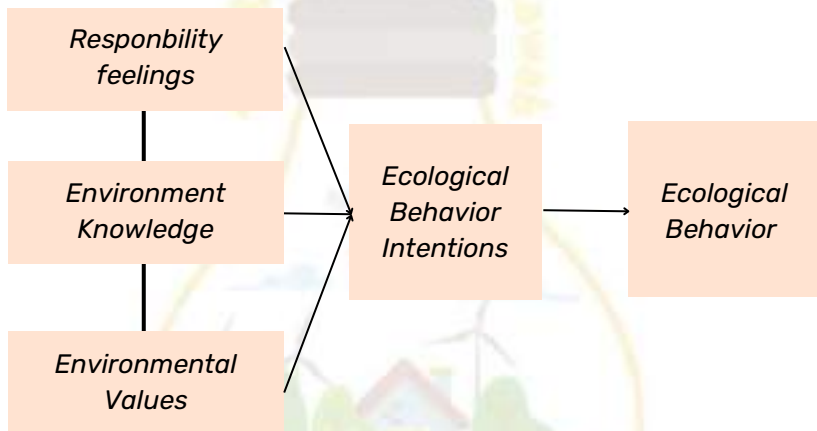 Responbility
feelings
Environment
Knowledge
Environmental
Values
Ecological
Behavior
Intentions
Ecological
Behavior